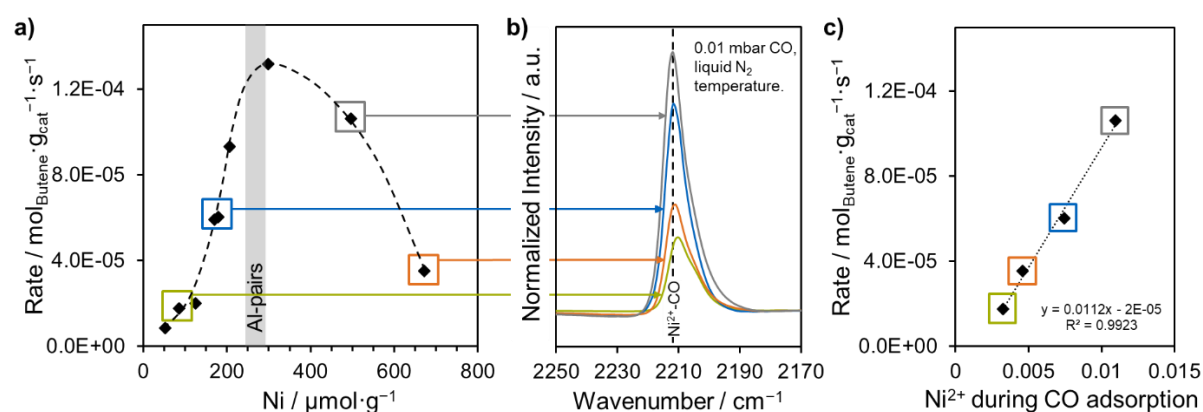 a)
Rate / mol_Butene·g_cat⁻¹·s⁻¹
1.2E-04
8.0E-05
4.0E-05
0.0E+00
Al-pairs
0 200 400 600 800
Ni / µmol·g⁻¹
b)
Normalized Intensity / a.u.
0.01 mbar CO,
liquid N₂
temperature.
Ni²⁺-CO
2250 2230 2210 2190 2170
Wavenumber / cm⁻¹
c)
Rate / mol_Butene·g_cat⁻¹·s⁻¹
1.2E-04
8.0E-05
4.0E-05
0.0E+00
y = 0.0112x - 2E-05
R² = 0.9923
0 0.005 0.01 0.015
Ni²⁺ during CO adsorption